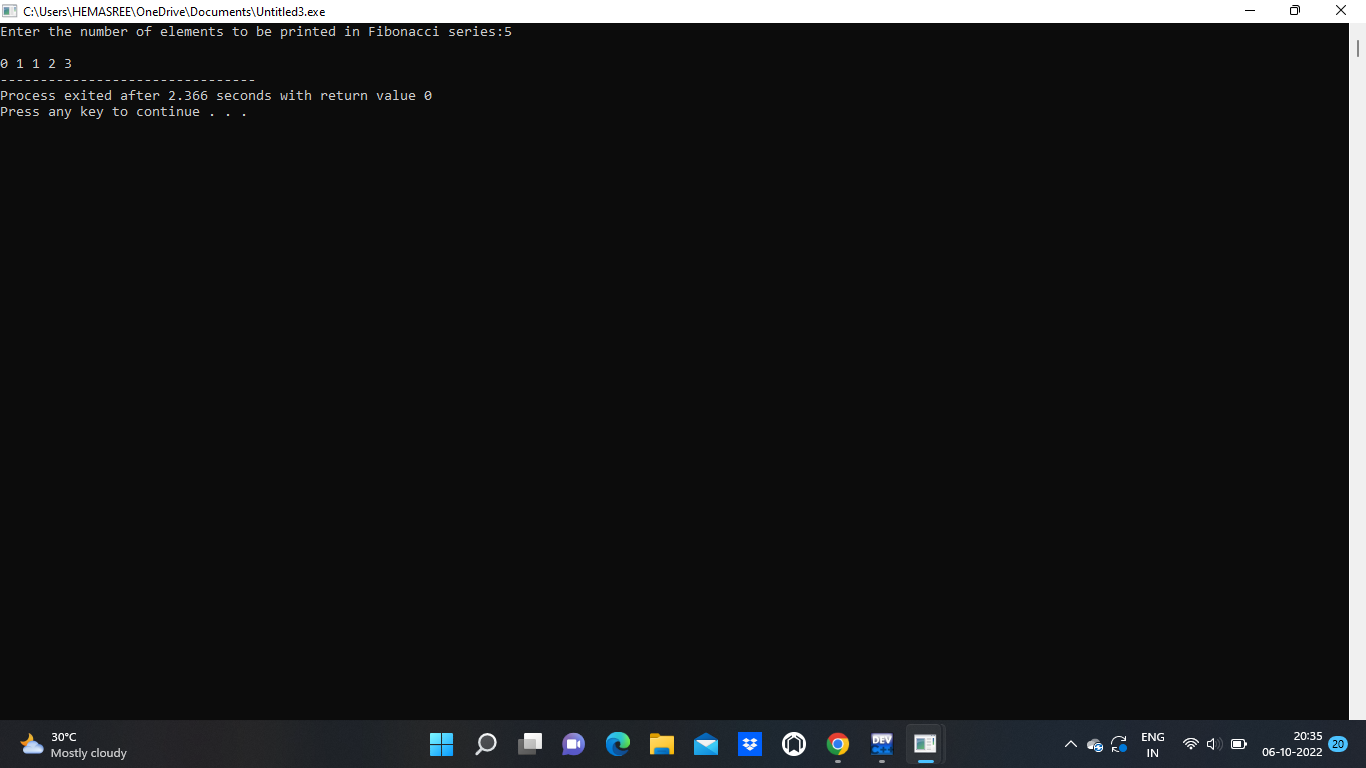 C:\Users\HEMASREE\OneDrive\Documents\Untitled3.exe
Enter the number of elements to be printed in Fibonacci series:5
0 1 1 2 3
--------------------------------
Process exited after 2.366 seconds with return value 0
Press any key to continue . . .
30°C
Mostly cloudy
DEV
C++
ENG
IN
20:35
06-10-2022
20